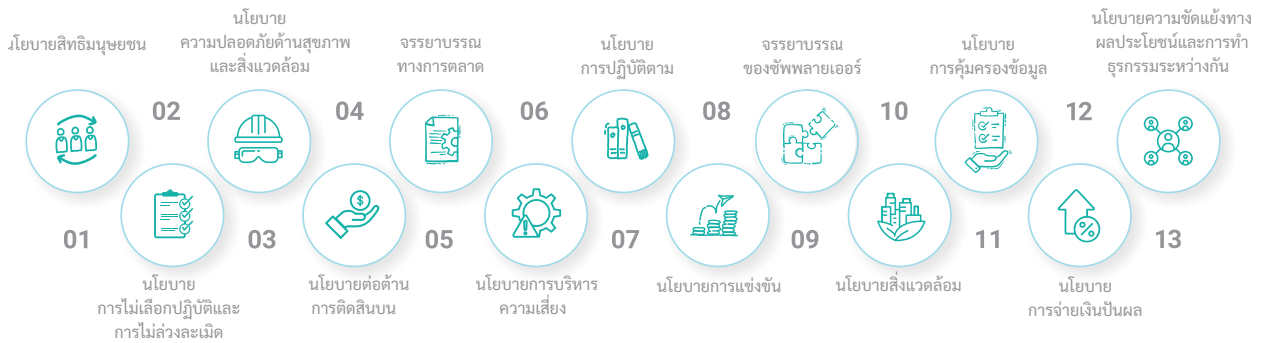 นโยบายสิทธิมนุษยชน
01
02
นโยบาย
การไม่เลือกปฏิบัติและ
การไม่ล่วงละเมิด
นโยบาย
ความปลอดภัยด้านสุขภาพ
และสิ่งแวดล้อม
03
04
นโยบายต่อต้าน
การติดสินบน
จรรยาบรรณ
ทางการตลาด
05
06
นโยบายการบริหาร
ความเสี่ยง
นโยบาย
การปฏิบัติตาม
07
08
นโยบายการแข่งขัน
จรรยาบรรณ
ของซัพพลายเออร์
09
10
นโยบายสิ่งแวดล้อม
นโยบาย
การคุ้มครองข้อมูล
11
12
นโยบาย
การจ่ายเงินปันผล
นโยบายความขัดแย้งทาง
ผลประโยชน์และการทำ
ธุรกรรมระหว่างกัน
13